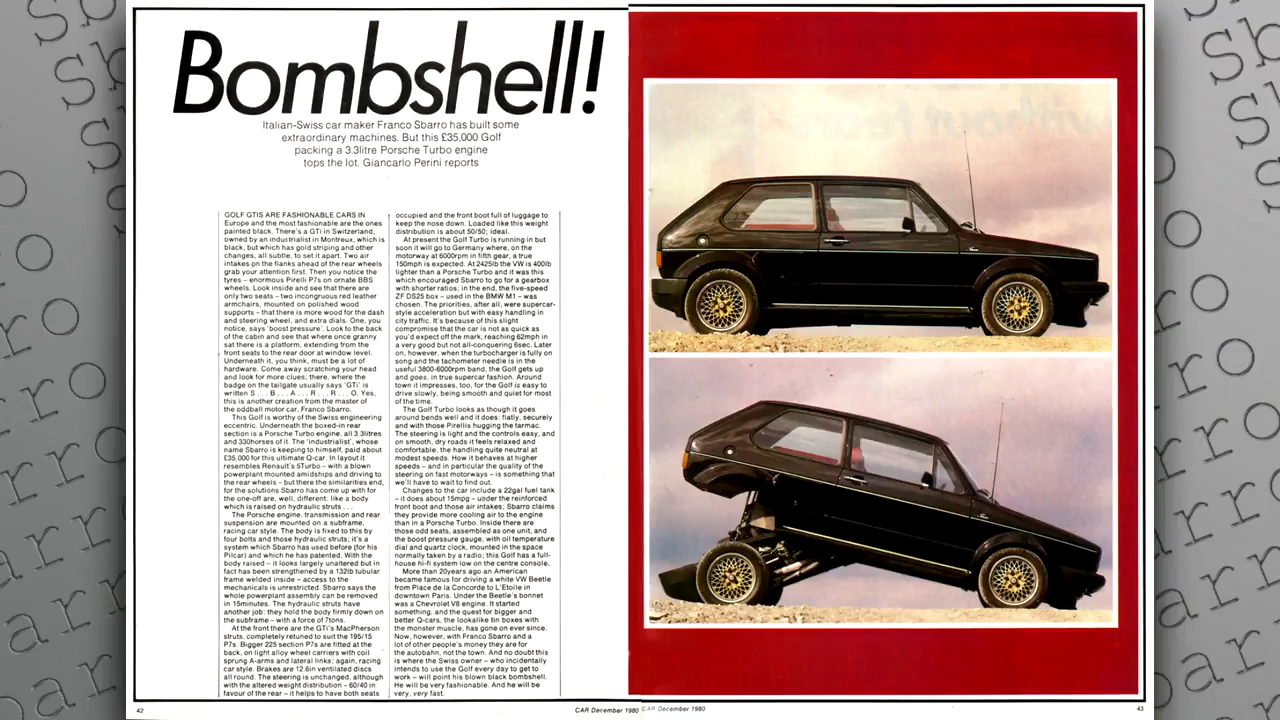 Bombshell!
Italian-Swiss car maker Franco Sbarro has built some
extraordinary machines. But this £35,000 Golf
packing a 3.3litre Porsche Turbo engine
tops the lot. Giancarlo Perini reports
GOLF GTIS ARE FASHIONABLE CARS IN
Europe and the most fashionable are the ones
painted black. There's a GTi in Switzerland,
owned by an industrialist in Montreux, which is
black, but which has gold striping and other
changes, all subtle, to set it apart. Two air
intakes on the flanks ahead of the rear wheels
grab your attention first. Then you notice the
tyres – enormous Pirelli P7s on ornate BBS
wheels. Look inside and see that there are
only two seats – two incongruous red leather
armchairs, mounted on polished wood
supports – that there is more wood for the dash
and steering wheel, and extra dials. One, you
notice, says 'boost pressure'. Look to the back
of the cabin and see that where once granny
sat there is a platform, extending from the
front seats to the rear door at window level.
Underneath it, you think, must be a lot of
hardware. Come away scratching your head
and look for more clues; there, where the
badge on the tailgate usually says 'GTi' is
written S . . . B . . . A . . R . . . R . . . O. Yes,
this is another creation from the master of
the oddball motor car, Franco Sbarro.
This Golf is worthy of the Swiss engineering
eccentric. Underneath the boxed-in rear
section is a Porsche Turbo engine, all 3.3litres
and 330horses of it. The 'industrialist', whose
name Sbarro is keeping to himself, paid about
£35,000 for this ultimate Q-car. In layout it
resembles Renault's 5Turbo – with a blown
powerplant mounted amidships and driving to
the rear wheels – but there the similarities end,
for the solutions Sbarro has come up with for
the one-off are, well, different: like a body
which is raised on hydraulic struts . . .
The Porsche engine, transmission and rear
suspension are mounted on a subframe,
racing car style. The body is fixed to this by
four bolts and those hydraulic struts; it's a
system which Sbarro has used before (for his
Pilcar) and which he has patented. With the
body raised – it looks largely unaltered but in
fact has been strengthened by a 132lb tubular
frame welded inside – access to the
mechanicals is unrestricted. Sbarro says the
whole powerplant assembly can be removed
in 15minutes. The hydraulic struts have
another job: they hold the body firmly down on
the subframe – with a force of 7tons.
At the front there are the GTi's MacPherson
struts, completely retuned to suit the 195/15
P7s. Bigger 225 section P7s are fitted at the
back, on light alloy wheel carriers with coil
sprung A-arms and lateral links; again, racing
car style. Brakes are 12.6in ventilated discs
all round. The steering is unchanged, although
with the altered weight distribution – 60/40 in
favour of the rear – it helps to have both seats
occupied and the front boot full of luggage to
keep the nose down. Loaded like this weight
distribution is about 50/50; ideal.
At present the Golf Turbo is running in but
soon it will go to Germany where, on the
motorway at 6000rpm in fifth gear, a true
150mph is expected. At 2425lb the VW is 400lb
lighter than a Porsche Turbo and it was this
which encouraged Sbarro to go for a gearbox
with shorter ratios; in the end, the five-speed
ZF DS25 box – used in the BMW M1 – was
chosen. The priorities, after all, were supercar-
style acceleration but with easy handling in
city traffic. It's because of this slight
compromise that the car is not as quick as
you'd expect off the mark, reaching 62mph in
a very good but not all-conquering 6sec. Later
on, however, when the turbocharger is fully on
song and the tachometer needle is in the
useful 3800-6000rpm band, the Golf gets up
and goes, in true supercar fashion. Around
town it impresses, too, for the Golf is easy to
drive slowly, being smooth and quiet for most
of the time.
The Golf Turbo looks as though it goes
around bends well and it does: flatly, securely
and with those Pirellis hugging the tarmac.
The steering is light and the controls easy, and
on smooth, dry roads it feels relaxed and
comfortable, the handling quite neutral at
modest speeds. How it behaves at higher
speeds – and in particular the quality of the
steering on fast motorways – is something that
we'll have to wait to find out.
Changes to the car include a 22gal fuel tank
– it does about 15mpg – under the reinforced
front boot and those air intakes; Sbarro claims
they provide more cooling air to the engine
than in a Porsche Turbo. Inside there are
those odd seats, assembled as one unit, and
the boost pressure gauge, with oil temperature
dial and quartz clock, mounted in the space
normally taken by a radio; this Golf has a full-
house hi-fi system low on the centre console.
More than 20years ago an American
became famous for driving a white VW Beetle
from Place de la Concorde to L'Etoile in
downtown Paris. Under the Beetle's bonnet
was a Chevrolet V8 engine. It started
something, and the quest for bigger and
better Q-cars, the lookalike tin boxes with
the monster muscle, has gone on ever since.
Now, however, with Franco Sbarro and a
lot of other people's money they are for
the autobahn, not the town. And no doubt this
is where the Swiss owner – who incidentally
intends to use the Golf every day to get to
work – will point his blown black bombshell.
He will be very fashionable. And he will be
very, very fast.
42
CAR December 1980
CAR December 1980
43